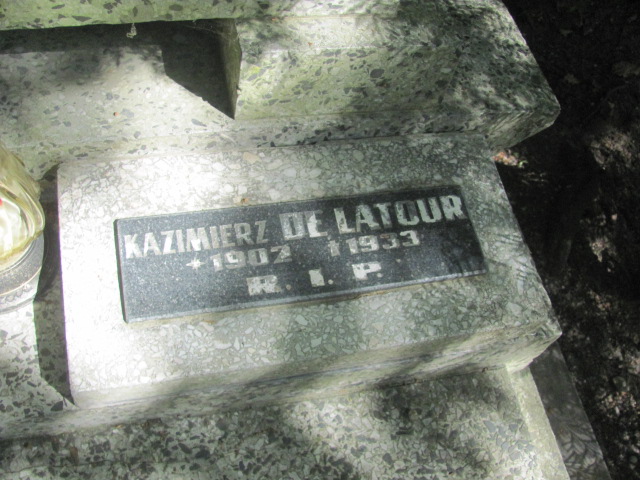 KAZIMIERZ DE LATOUR
*1902 †1933
R. I. P.